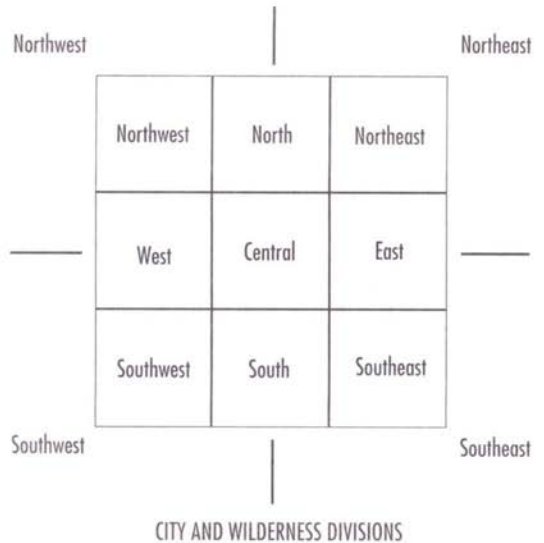 Northwest Northeast
Northwest North Northeast
West Central East
Southwest South Southeast
Southwest Southeast
CITY AND WILDERNESS DIVISIONS